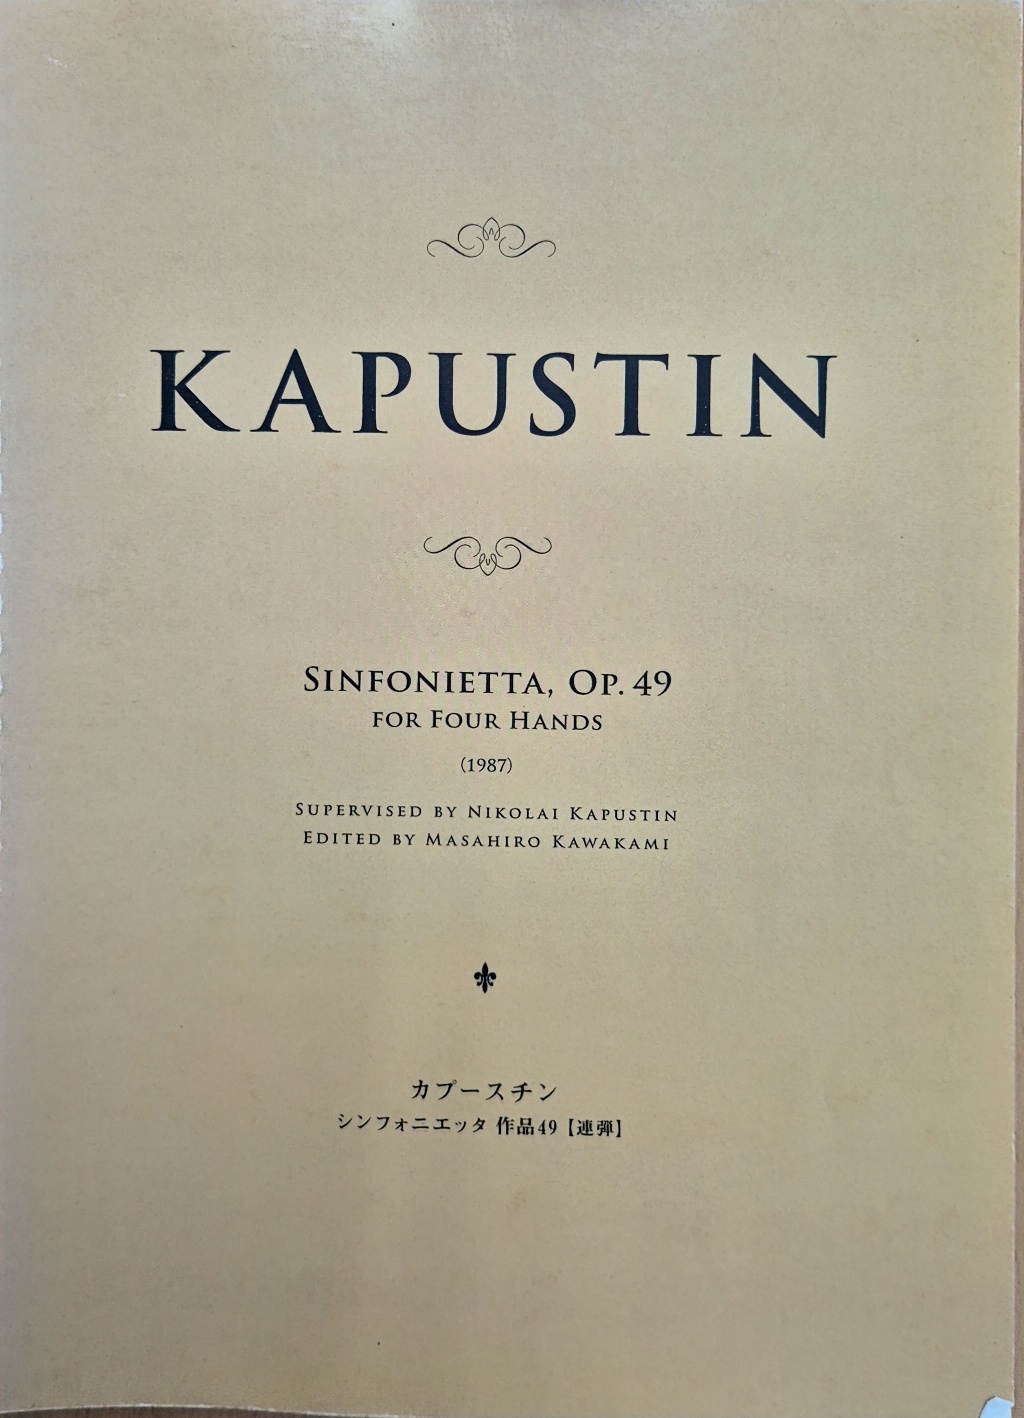 KAPUSTIN
SINFONIETTA, OP. 49
FOR FOUR HANDS
(1987)
SUPERVISED BY NIKOLAI KAPUSTIN
EDITED BY MASAHIRO KAWAKAMI
カプースチン
シンフォニエッタ 作品49【連弾】